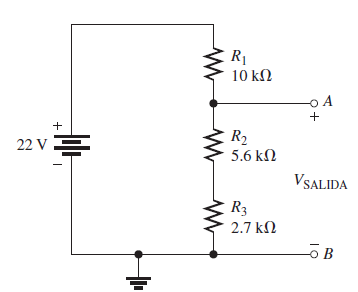 R1
10 kΩ
A
+
+
22 V
−
R2
5.6 kΩ
VSALIDA
R3
2.7 kΩ
−
B